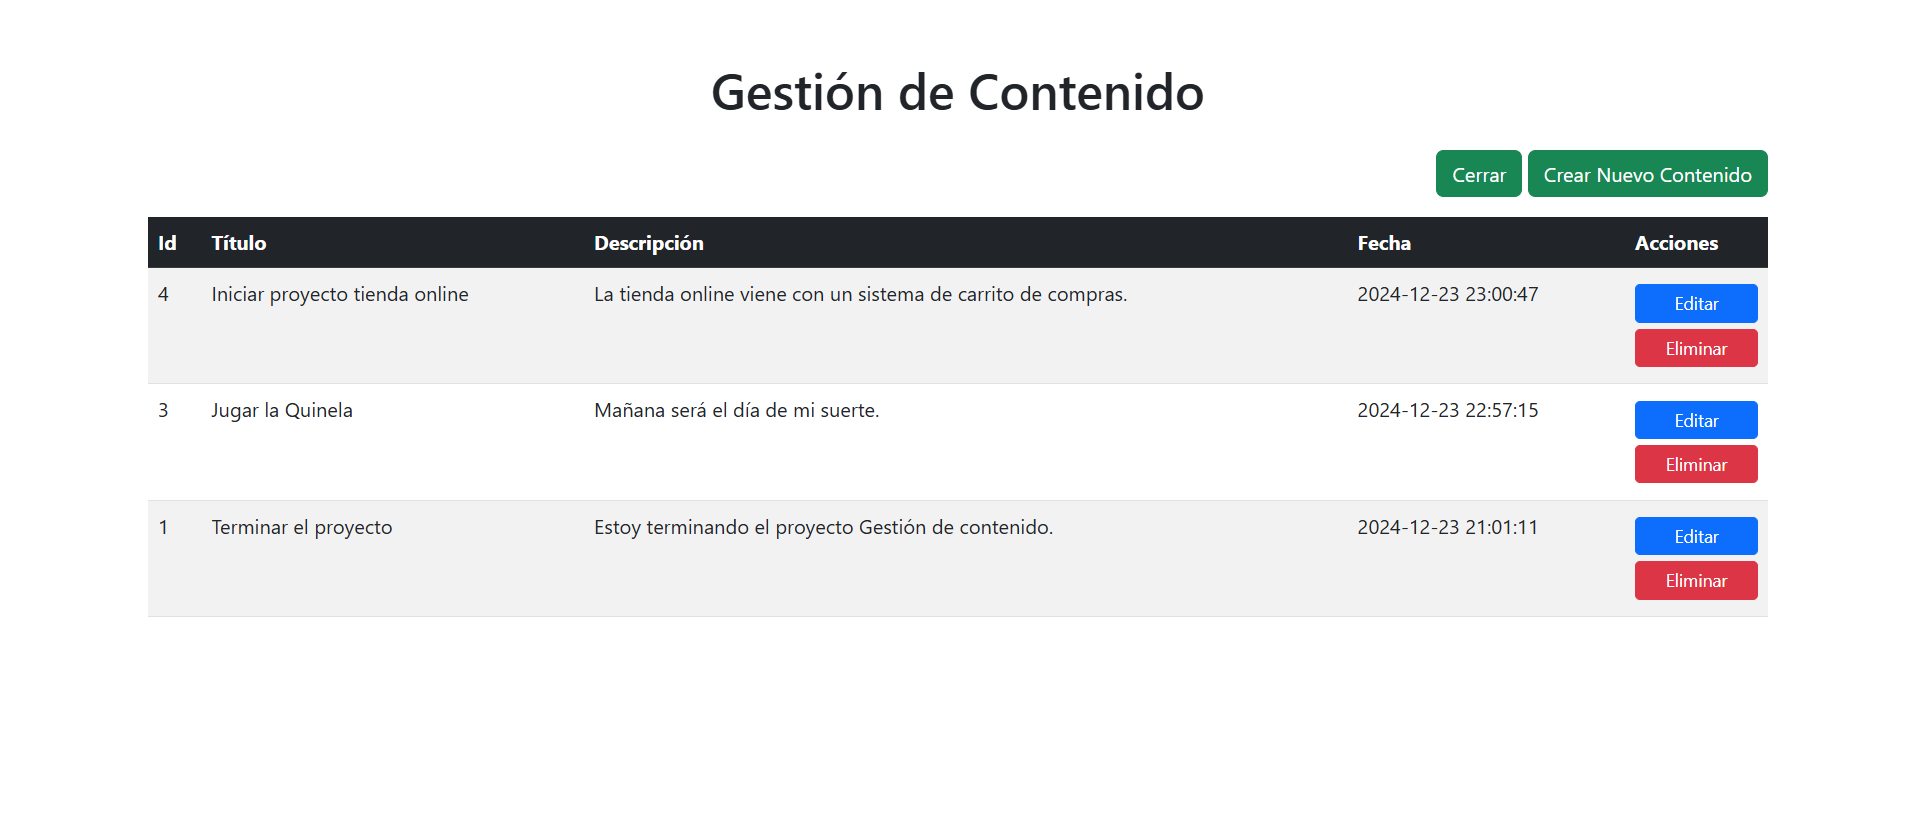 Gestión de Contenido
Cerrar Crear Nuevo Contenido
Id Título Descripción Fecha Acciones
4 Iniciar proyecto tienda online La tienda online viene con un sistema de carrito de compras. 2024-12-23 23:00:47 Editar
Eliminar
3 Jugar la Quinela Mañana será el día de mi suerte. 2024-12-23 22:57:15 Editar
Eliminar
1 Terminar el proyecto Estoy terminando el proyecto Gestión de contenido. 2024-12-23 21:01:11 Editar
Eliminar